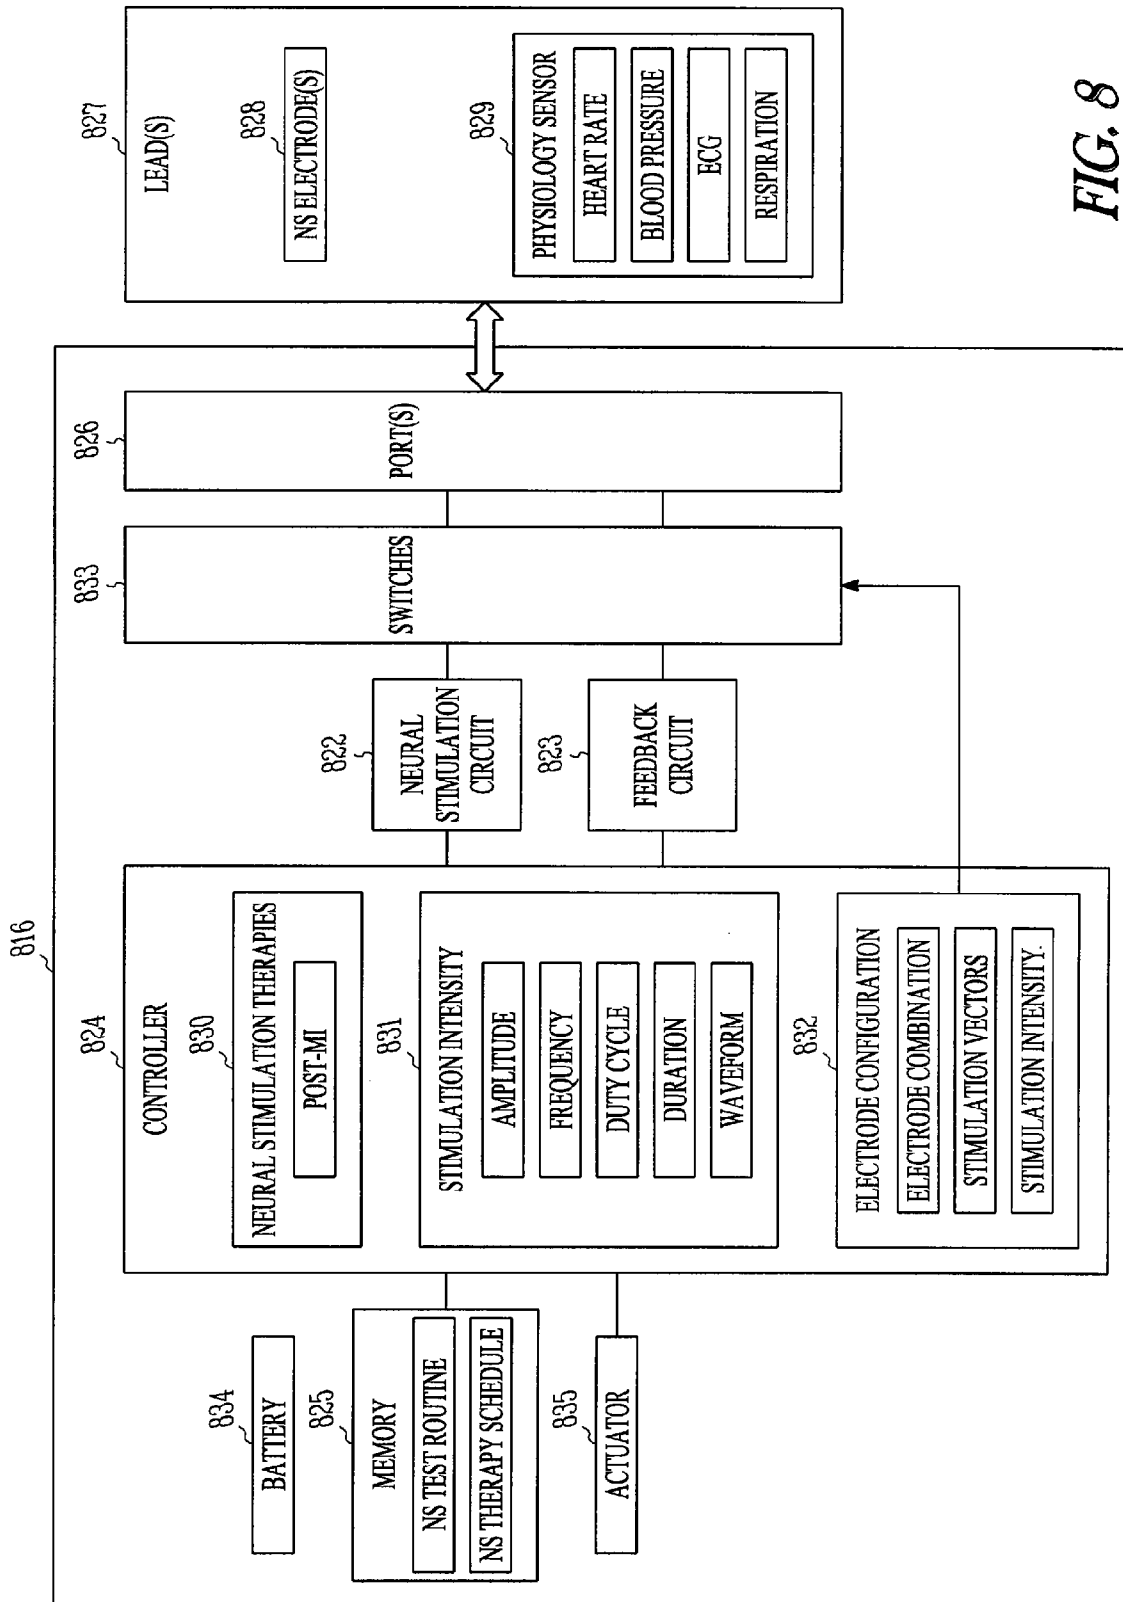 816
834
BATTERY
825
MEMORY
NS TEST ROUTINE
NS THERAPY SCHEDULE
835
ACTUATOR
824
CONTROLLER
830
NEURAL STIMULATION THERAPIES
POST-MI
831
STIMULATION INTENSITY
AMPLITUDE
FREQUENCY
DUTY CYCLE
DURATION
WAVEFORM
832
ELECTRODE CONFIGURATION
ELECTRODE COMBINATION
STIMULATION VECTORS
STIMULATION INTENSITY.
822
NEURAL
STIMULATION
CIRCUIT
823
FEEDBACK
CIRCUIT
833
SWITCHES
826
PORT(S)
827
LEAD(S)
828
NS ELECTRODE(S)
829
PHYSIOLOGY SENSOR
HEART RATE
BLOOD PRESSURE
ECG
RESPIRATION
FIG. 8